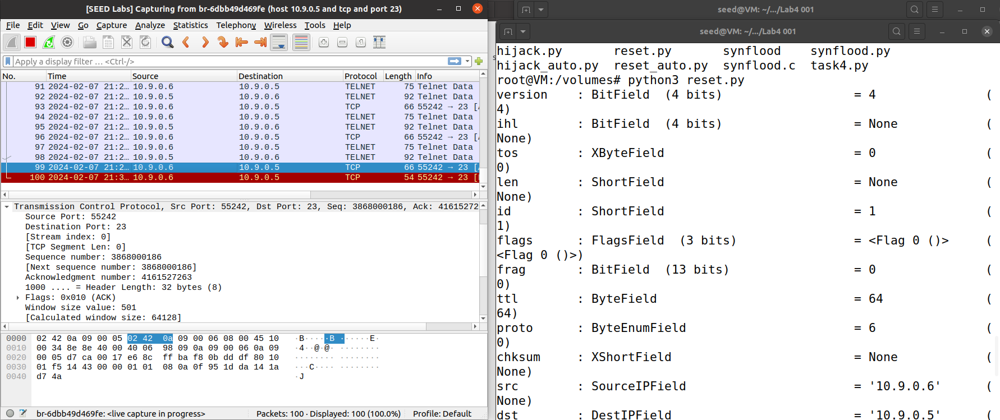 [SEED Labs] Capturing from br-6dbb49d469fe (host 10.9.0.5 and tcp and port 23)
File Edit View Go Capture Analyze Statistics Telephony Wireless Tools Help
Apply a display filter … <Ctrl-/>
No. Time Source Destination Protocol Length Info
91 2024-02-07 21:2… 10.9.0.6 10.9.0.5 TELNET 75 Telnet Data
92 2024-02-07 21:2… 10.9.0.5 10.9.0.6 TELNET 92 Telnet Data
93 2024-02-07 21:2… 10.9.0.6 10.9.0.5 TCP 66 55242 → 23 [
94 2024-02-07 21:2… 10.9.0.6 10.9.0.5 TELNET 75 Telnet Data
95 2024-02-07 21:2… 10.9.0.5 10.9.0.6 TELNET 92 Telnet Data
96 2024-02-07 21:2… 10.9.0.6 10.9.0.5 TCP 66 55242 → 23 [
97 2024-02-07 21:2… 10.9.0.6 10.9.0.5 TELNET 75 Telnet Data
98 2024-02-07 21:2… 10.9.0.5 10.9.0.6 TELNET 92 Telnet Data
99 2024-02-07 21:2… 10.9.0.6 10.9.0.5 TCP 66 55242 → 23 [
100 2024-02-07 21:3… 10.9.0.6 10.9.0.5 TCP 54 55242 → 23 [
Transmission Control Protocol, Src Port: 55242, Dst Port: 23, Seq: 3868000186, Ack: 41615272
Source Port: 55242
Destination Port: 23
[Stream index: 0]
[TCP Segment Len: 0]
Sequence number: 3868000186
[Next sequence number: 3868000186]
Acknowledgment number: 4161527263
1000 .... = Header Length: 32 bytes (8)
Flags: 0x010 (ACK)
Window size value: 501
[Calculated window size: 64128]
0000 02 42 0a 09 00 05 02 42 0a 09 00 06 08 00 45 10 ·B·····B ······E·
0010 00 34 8e 8e 40 00 40 06 98 09 0a 09 00 06 0a 09 ·4··@·@· ········
0020 00 05 d7 ca 00 17 e6 8c ff ba f8 0b dd df 80 10 ········ ········
0030 01 f5 14 43 00 00 01 01 08 0a 0f 95 1d da 14 1a ···C···· ········
0040 d7 4a ·J
br-6dbb49d469fe: <live capture in progress> Packets: 100 · Displayed: 100 (100.0%) Profile: Default
seed@VM: ~/.../Lab4 001
seed@VM: ~/.../Lab4 001
hijack.py reset.py synflood synflood.py
hijack_auto.py reset_auto.py synflood.c task4.py
root@VM:/volumes# python3 reset.py
version : BitField (4 bits) = 4 (
4)
ihl : BitField (4 bits) = None (
None)
tos : XByteField = 0 (
0)
len : ShortField = None (
None)
id : ShortField = 1 (
1)
flags : FlagsField (3 bits) = <Flag 0 ()> (
<Flag 0 ()>)
frag : BitField (13 bits) = 0 (
0)
ttl : ByteField = 64 (
64)
proto : ByteEnumField = 6 (
0)
chksum : XShortField = None (
None)
src : SourceIPField = '10.9.0.6' (
None)
dst : DestIPField = '10.9.0.5' (